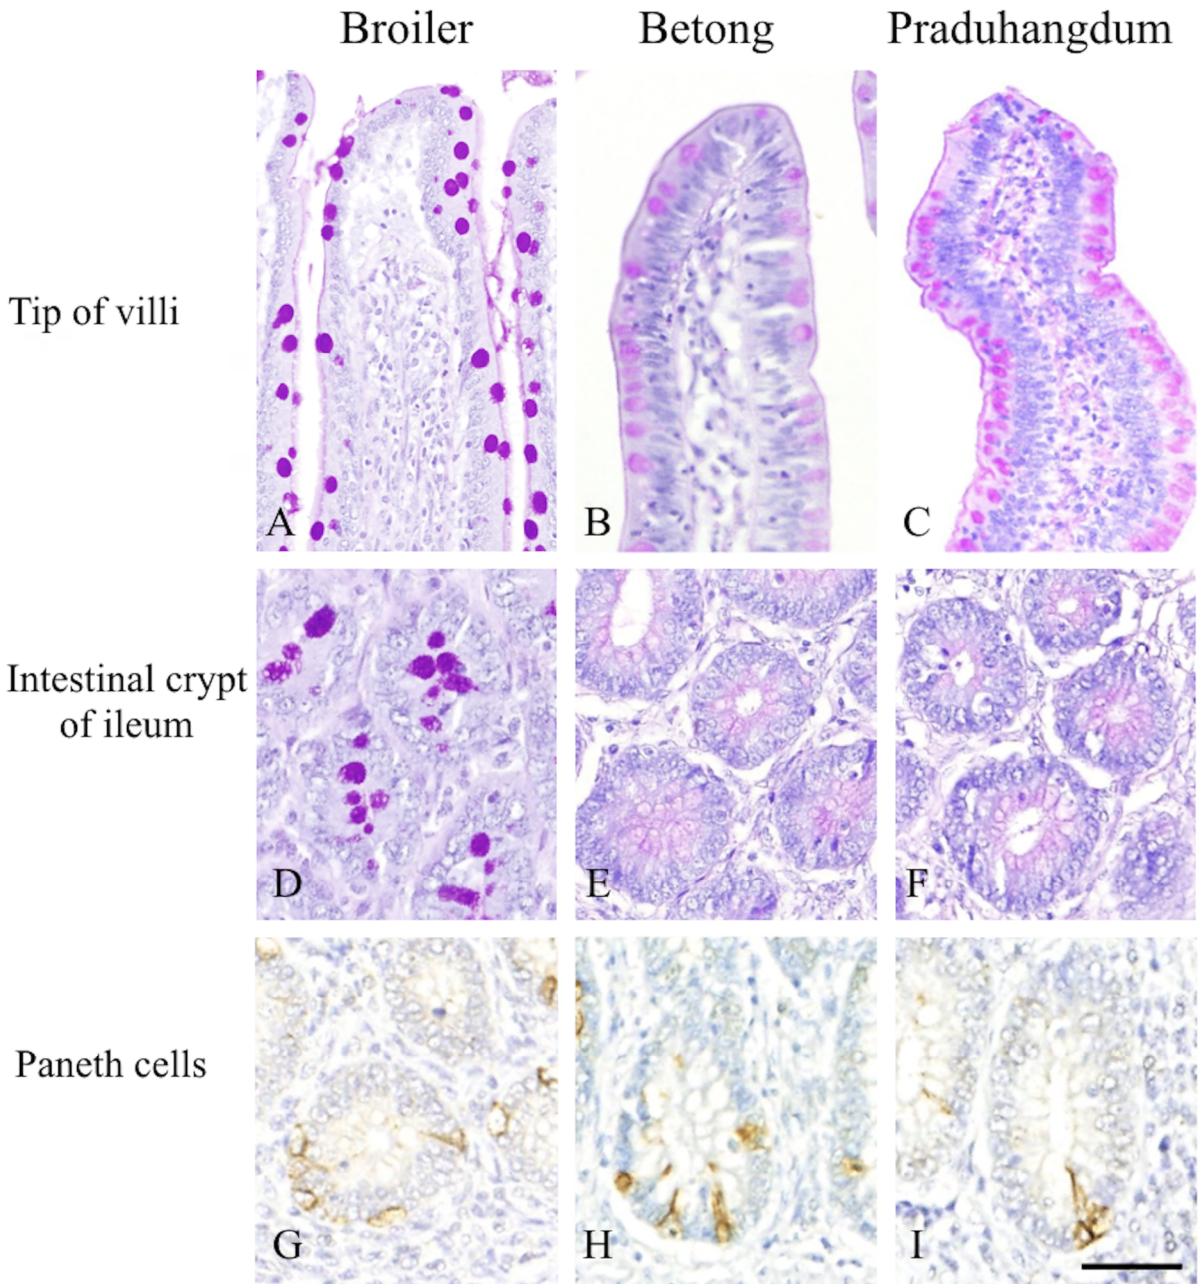 Broiler Betong Praduhangdum
Tip of villi
A B C
Intestinal crypt
of ileum
D E F
Paneth cells
G H I